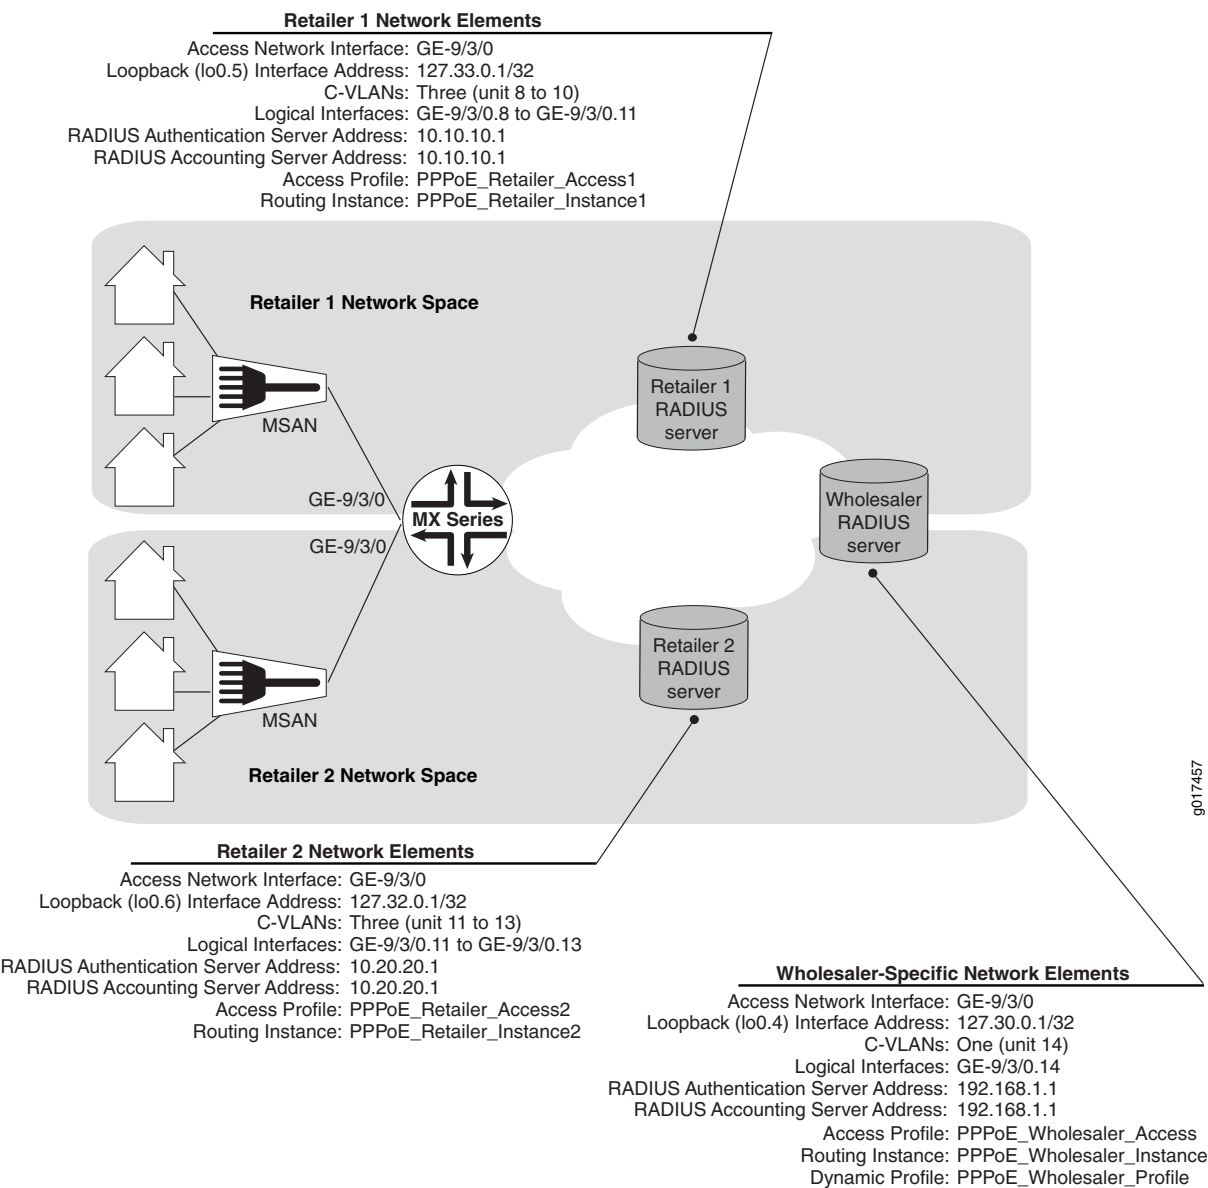 Retailer 1 Network Elements
Access Network Interface: GE-9/3/0
Loopback (lo0.5) Interface Address: 127.33.0.1/32
C-VLANs: Three (unit 8 to 10)
Logical Interfaces: GE-9/3/0.8 to GE-9/3/0.11
RADIUS Authentication Server Address: 10.10.10.1
RADIUS Accounting Server Address: 10.10.10.1
Access Profile: PPPoE_Retailer_Access1
Routing Instance: PPPoE_Retailer_Instance1
Retailer 1 Network Space
MSAN
GE-9/3/0
Retailer 1
RADIUS
server
MX Series
Wholesaler
RADIUS
server
GE-9/3/0
MSAN
Retailer 2
RADIUS
server
Retailer 2 Network Space
g017457
Retailer 2 Network Elements
Access Network Interface: GE-9/3/0
Loopback (lo0.6) Interface Address: 127.32.0.1/32
C-VLANs: Three (unit 11 to 13)
Logical Interfaces: GE-9/3/0.11 to GE-9/3/0.13
RADIUS Authentication Server Address: 10.20.20.1
RADIUS Accounting Server Address: 10.20.20.1
Access Profile: PPPoE_Retailer_Access2
Routing Instance: PPPoE_Retailer_Instance2
Wholesaler-Specific Network Elements
Access Network Interface: GE-9/3/0
Loopback (lo0.4) Interface Address: 127.30.0.1/32
C-VLANs: One (unit 14)
Logical Interfaces: GE-9/3/0.14
RADIUS Authentication Server Address: 192.168.1.1
RADIUS Accounting Server Address: 192.168.1.1
Access Profile: PPPoE_Wholesaler_Access
Routing Instance: PPPoE_Wholesaler_Instance
Dynamic Profile: PPPoE_Wholesaler_Profile